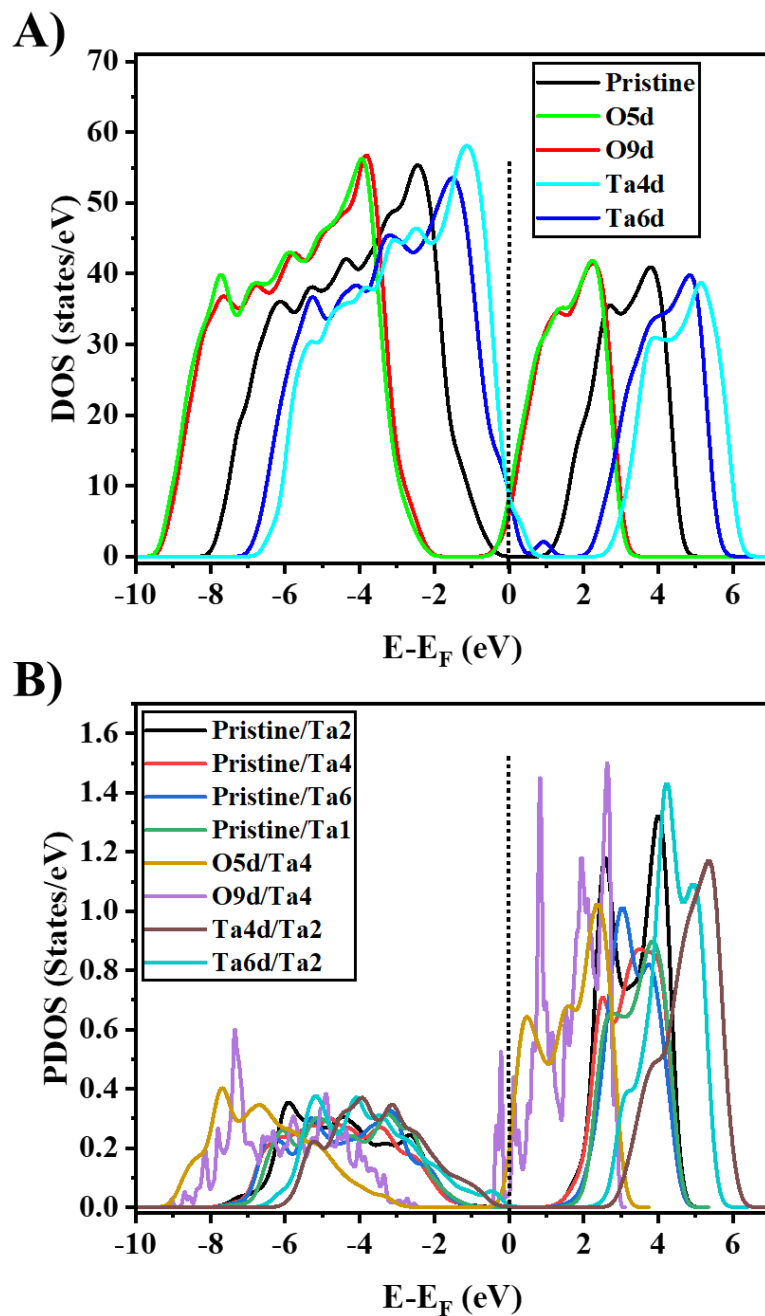 A)
DOS (states/eV)
70
60
50
40
30
20
10
0
Pristine
O5d
O9d
Ta4d
Ta6d
-10 -8 -6 -4 -2 0 2 4 6
E-EF (eV)
B)
PDOS (States/eV)
1.6
1.4
1.2
1.0
0.8
0.6
0.4
0.2
0.0
Pristine/Ta2
Pristine/Ta4
Pristine/Ta6
Pristine/Ta1
O5d/Ta4
O9d/Ta4
Ta4d/Ta2
Ta6d/Ta2
-10 -8 -6 -4 -2 0 2 4 6
E-EF (eV)